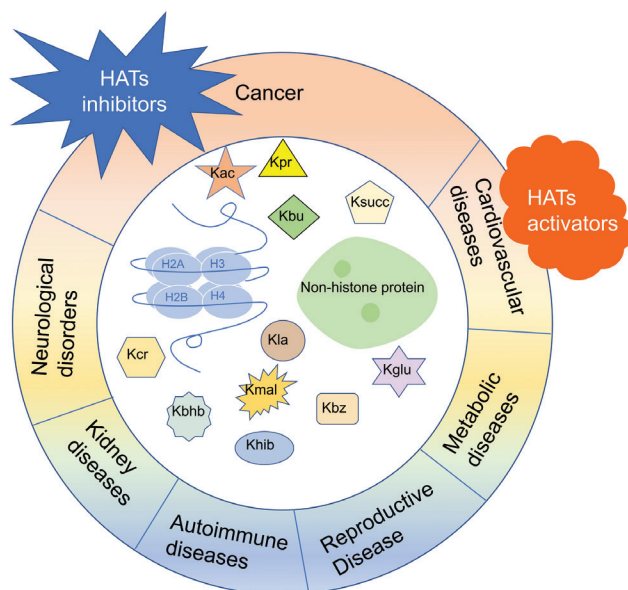 HATs
inhibitors
Cancer
HATs
activators
Cardiovascular
diseases
Metabolic
diseases
Reproductive
Disease
Autoimmune
diseases
Kidney
diseases
Neurological
disorders
Kac
Kpr
Kbu
Ksucc
H2A
H3
H2B
H4
Non-histone protein
Kla
Kcr
Kglu
Kmal
Kbhb
Kbz
Khib